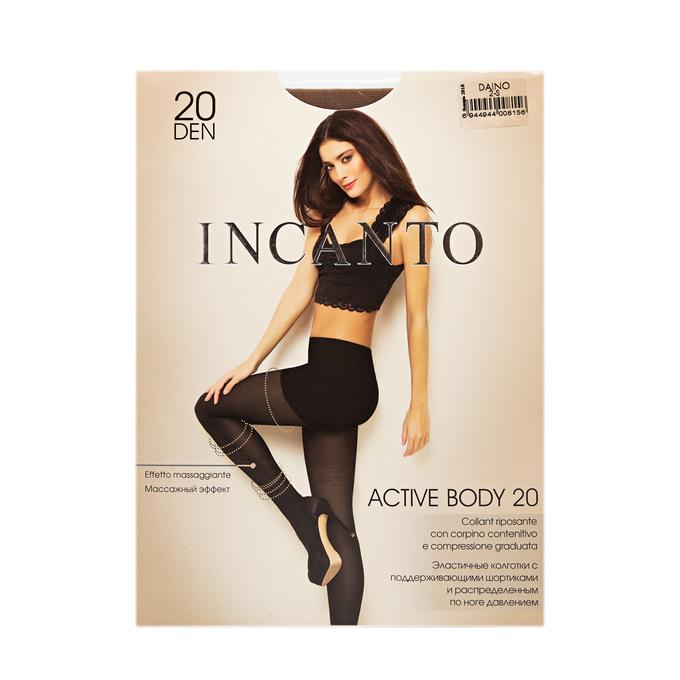 20
DEN
DAINO
2-S
6 944944 008156
INCANTO
Effetto massaggiante
Массажный эффект
ACTIVE BODY 20
Collant riposante
con corpino contenitivo
e compressione graduata
Эластичные колготки с
поддерживающими шортиками
и распределенным
по ноге давлением